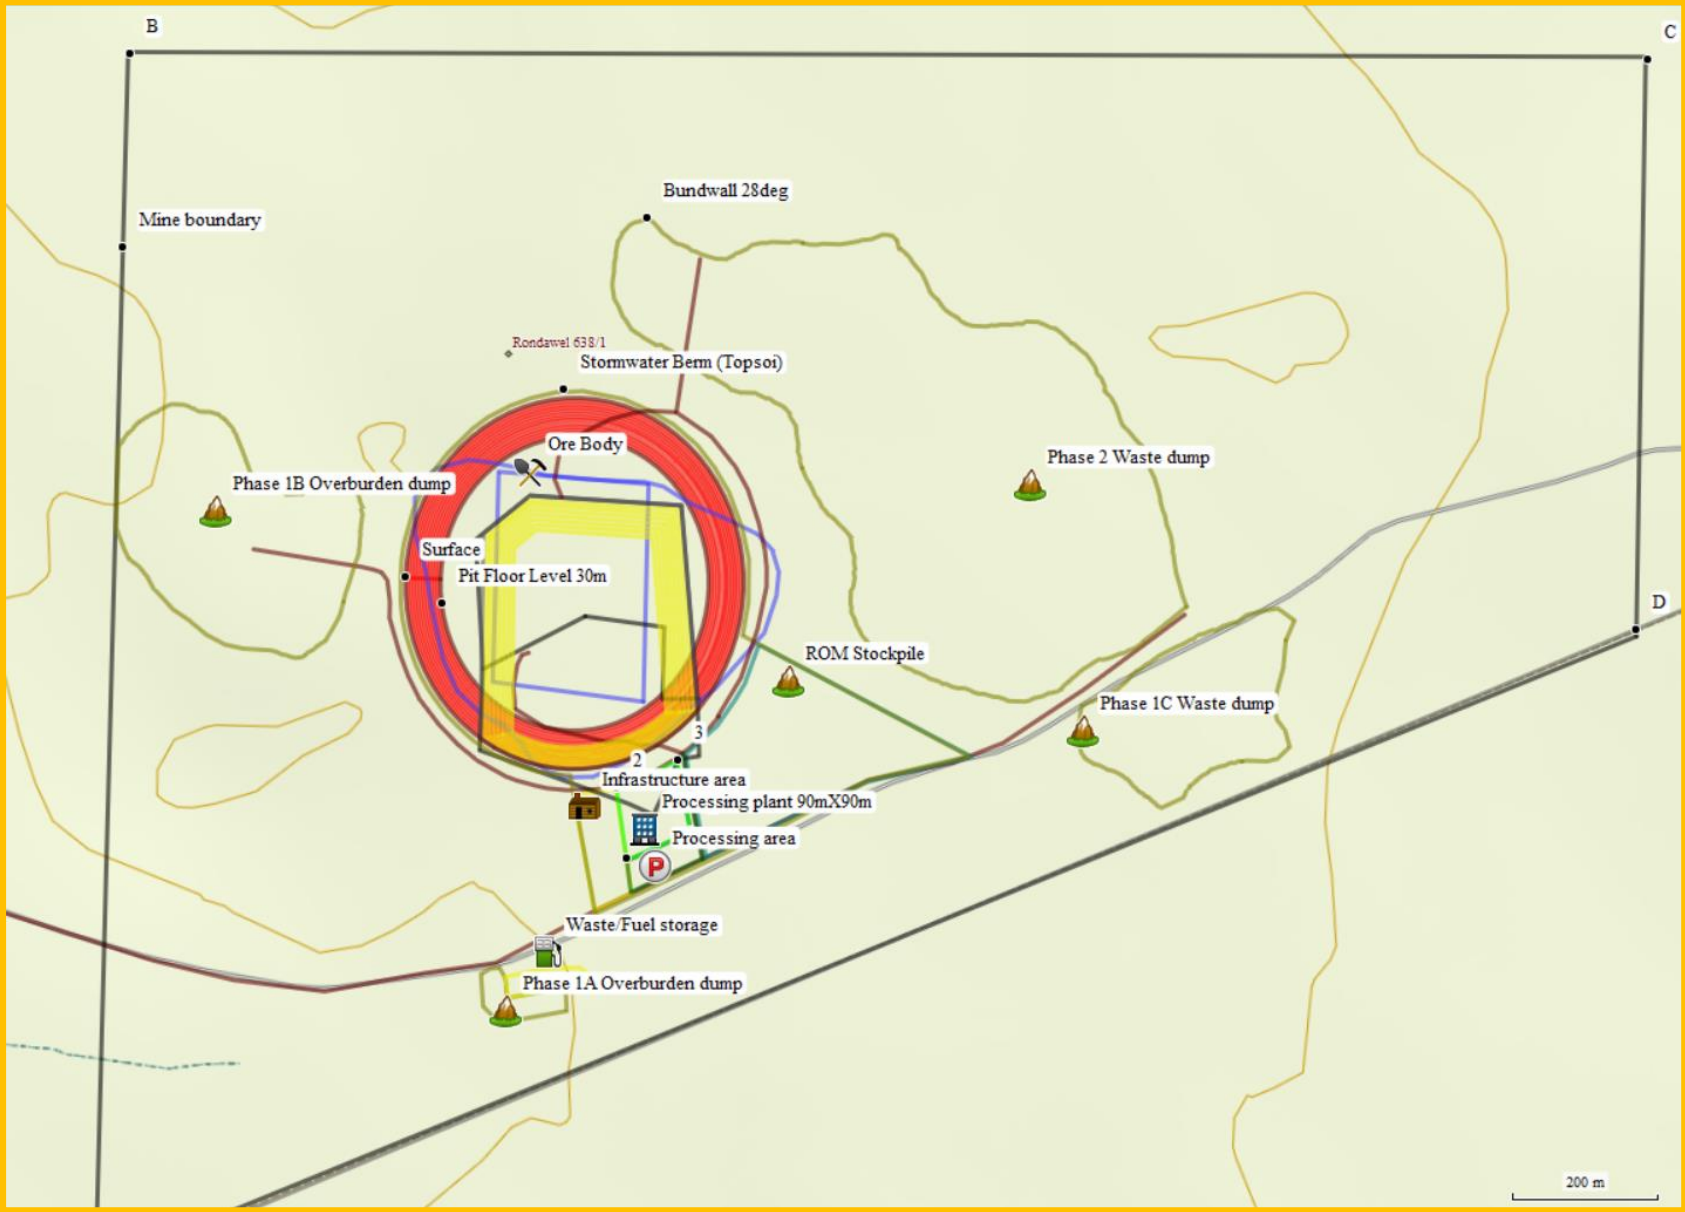 B
C
Bundwall 28deg
Mine boundary
Rondawel 638/1
Stormwater Berm (Topsoi)
Ore Body
Phase 2 Waste dump
Phase 1B Overburden dump
Surface
Pit Floor Level 30m
D
ROM Stockpile
Phase 1C Waste dump
3
2
Infrastructure area
Processing plant 90mX90m
Processing area
P
Waste/Fuel storage
Phase 1A Overburden dump
200 m